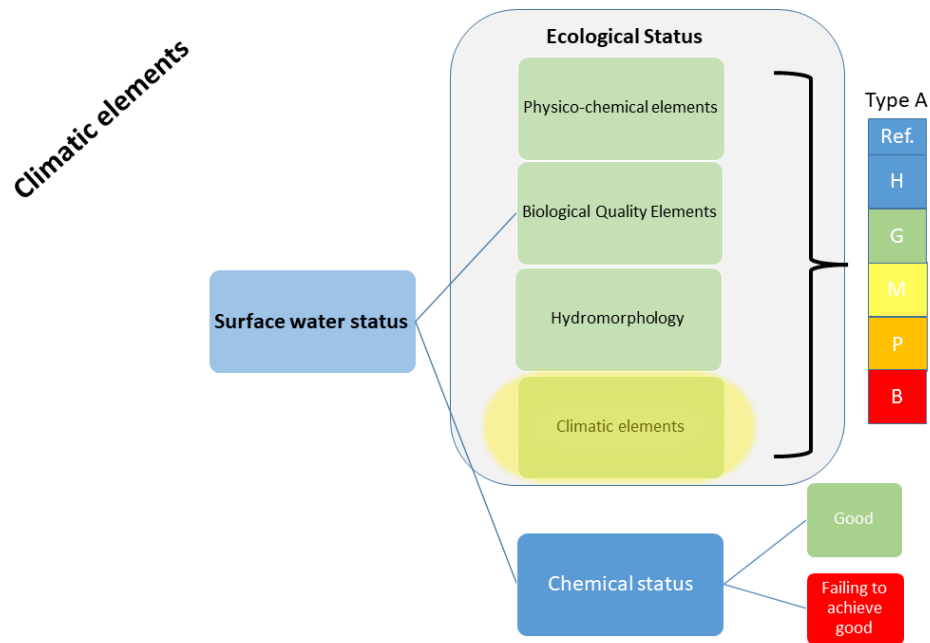 Climatic elements
Ecological Status
Physico-chemical elements
Biological Quality Elements
Hydromorphology
Climatic elements
Type A
Ref.
H
G
M
P
B
Surface water status
Chemical status
Good
Failing to
achieve
good